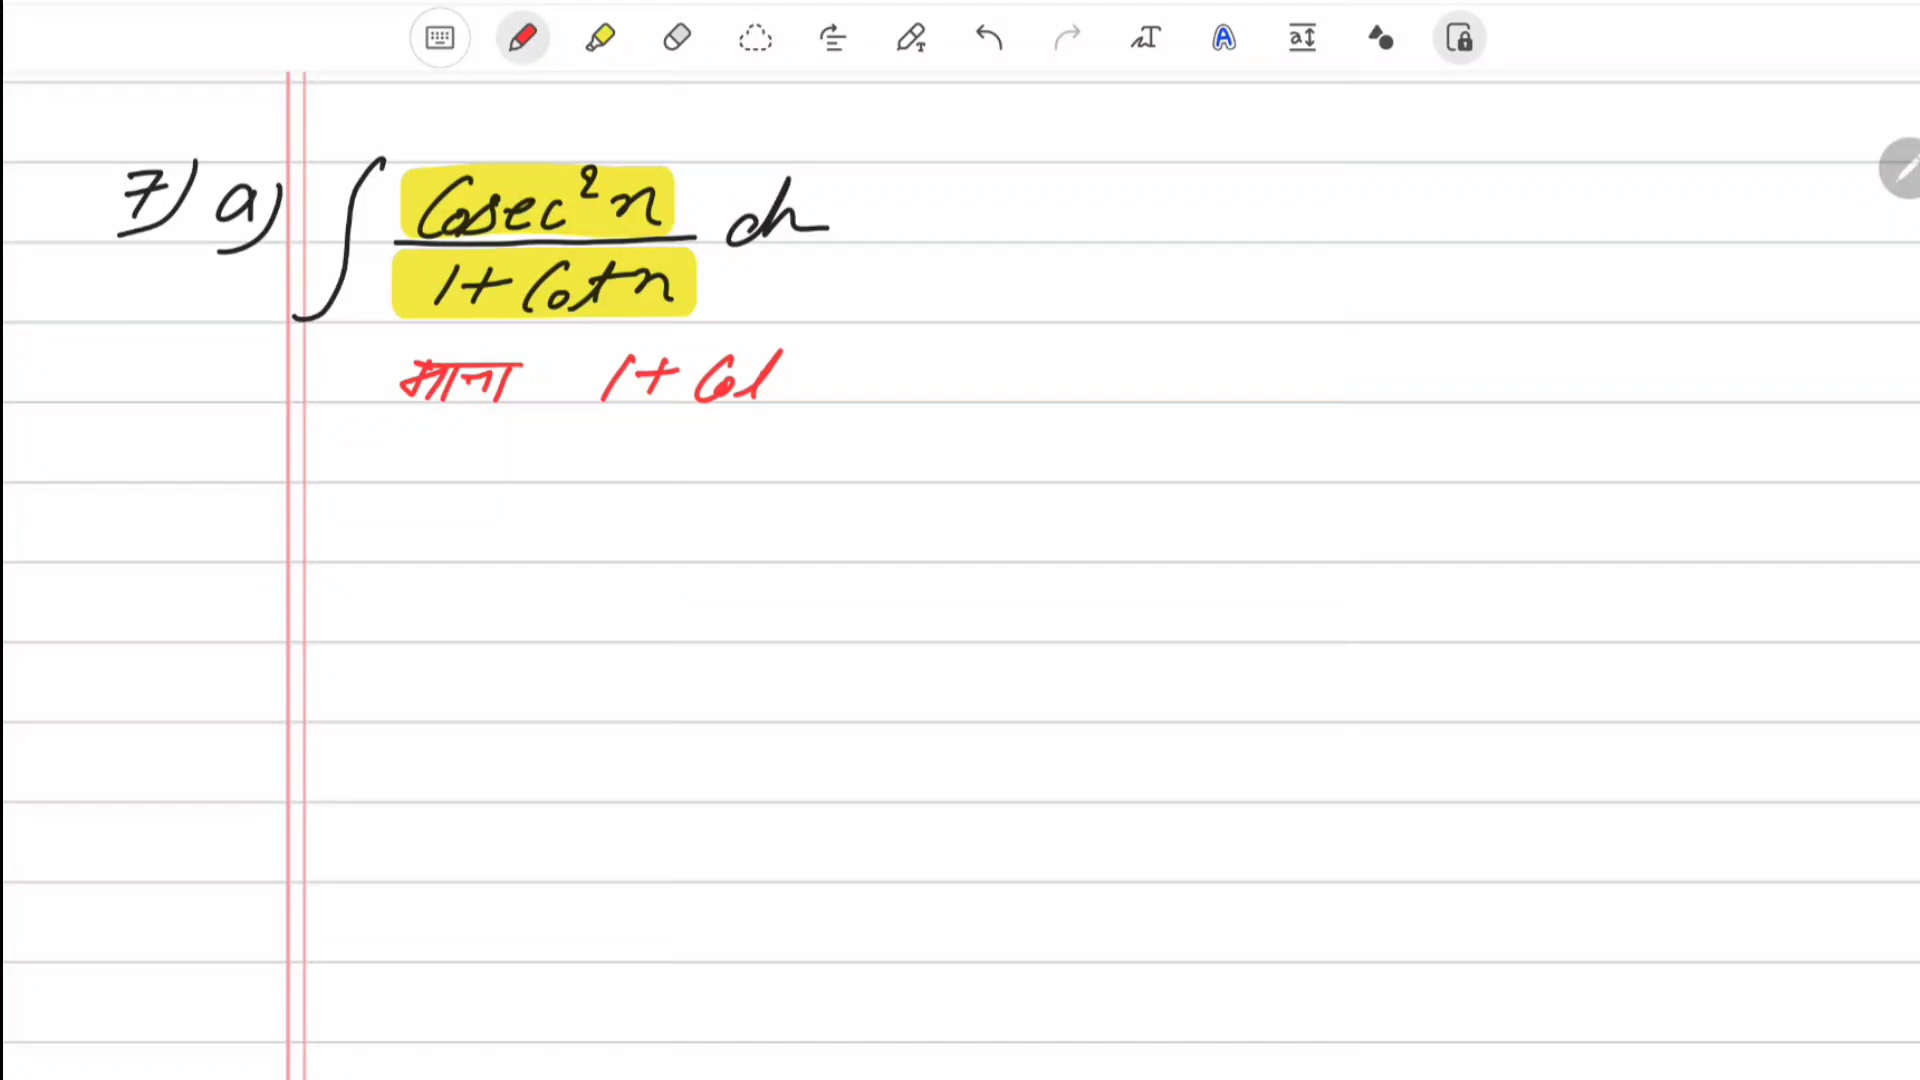 7) a) ∫ Cosec²x / 1 + Cotx dx
माना 1 + Cot